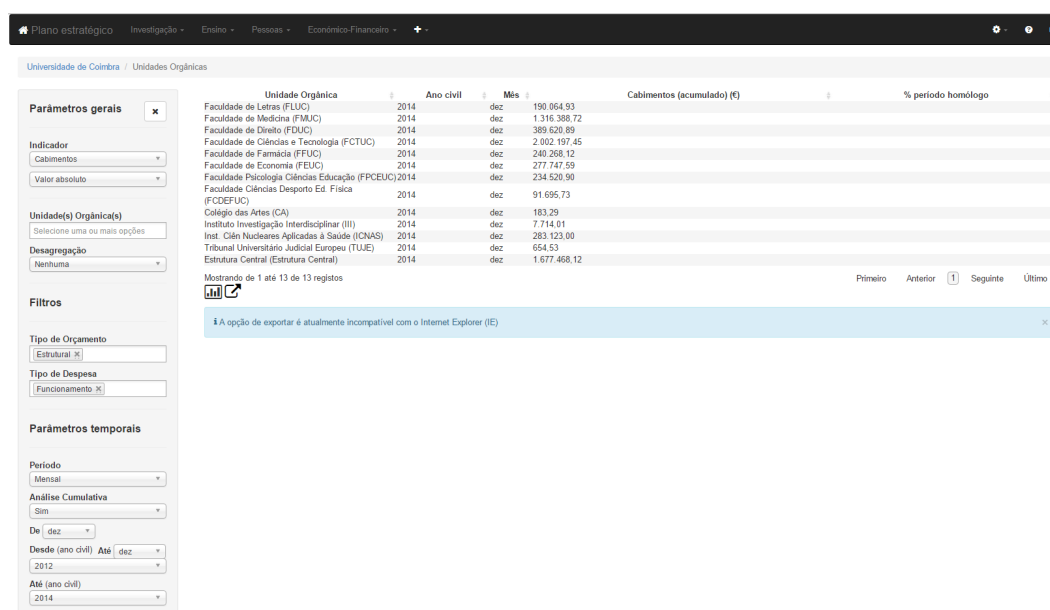 Plano estratégico Investigação Ensino Pessoas Económico-Financeiro
Universidade de Coimbra / Unidades Orgânicas
Parâmetros gerais
Indicador
Cabimentos
Valor absoluto
Unidade(s) Orgânica(s)
Selecione uma ou mais opções
Desagregação
Nenhuma
Filtros
Tipo de Orçamento
Estrutural
Tipo de Despesa
Funcionamento
Parâmetros temporais
Período
Mensal
Análise Cumulativa
Sim
De dez
Desde (ano civil) Até dez
2012
Até (ano civil)
2014
Unidade Orgânica Ano civil Mês Cabimentos (acumulado) (€) % período homólogo
Faculdade de Letras (FLUC) 2014 dez 190.064,93
Faculdade de Medicina (FMUC) 2014 dez 1.316.388,72
Faculdade de Direito (FDUC) 2014 dez 389.620,89
Faculdade de Ciências e Tecnologia (FCTUC) 2014 dez 2.002.197,45
Faculdade de Farmácia (FFUC) 2014 dez 240.268,12
Faculdade de Economia (FEUC) 2014 dez 277.747,59
Faculdade Psicologia Ciências Educação (FPCEUC) 2014 dez 234.520,90
Faculdade Ciências Desporto Ed. Física
(FCDEFUC) 2014 dez 91.695,73
Colégio das Artes (CA) 2014 dez 183,29
Instituto Investigação Interdisciplinar (III) 2014 dez 7.714,01
Inst. Ciên Nucleares Aplicadas à Saúde (ICNAS) 2014 dez 283.123,00
Tribunal Universitário Judicial Europeu (TUJE) 2014 dez 654,53
Estrutura Central (Estrutura Central) 2014 dez 1.677.468,12
Mostrando de 1 até 13 de 13 registos
Primeiro Anterior 1 Seguinte Último
A opção de exportar é atualmente incompatível com o Internet Explorer (IE)